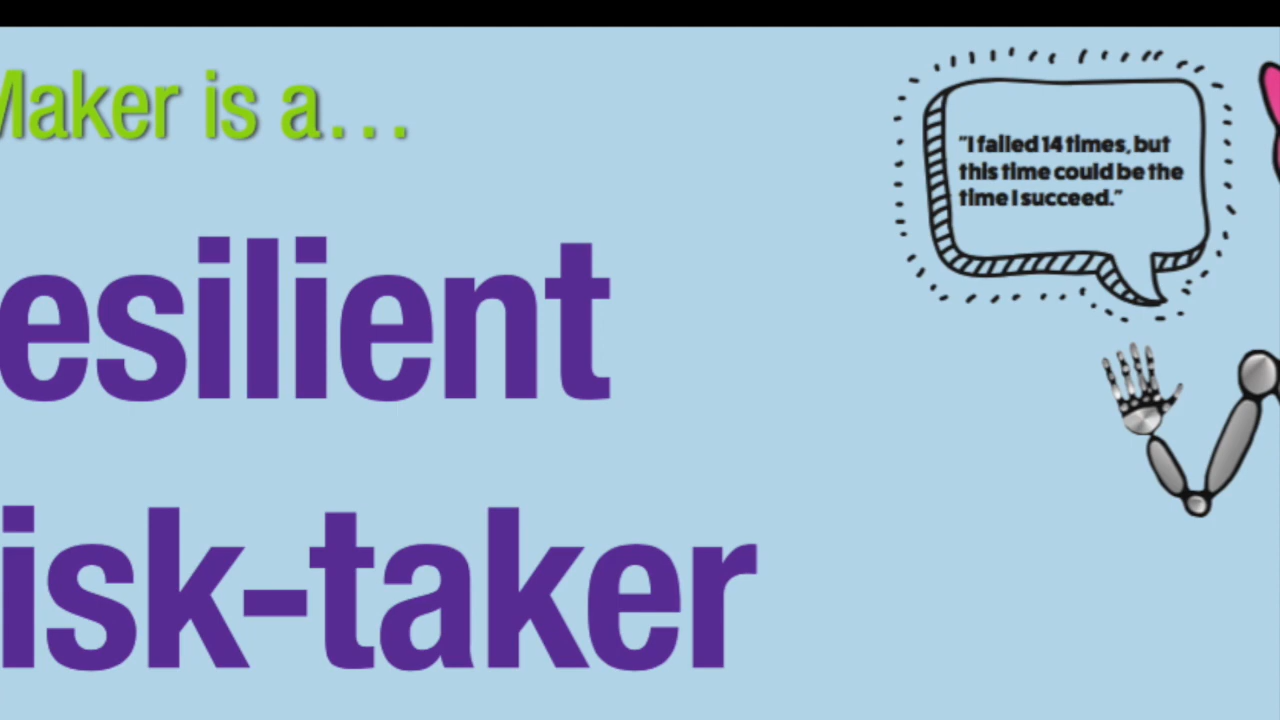 Maker is a...
esilient
isk-taker
"I failed 14 times, but
this time could be the
time I succeed."